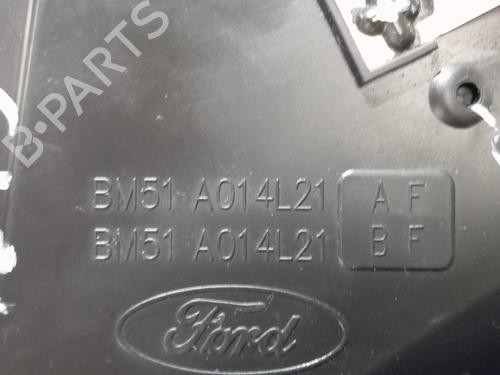 B-PARTS
BM51 A014L21 A F
BM51 A014L21 B F
Ford